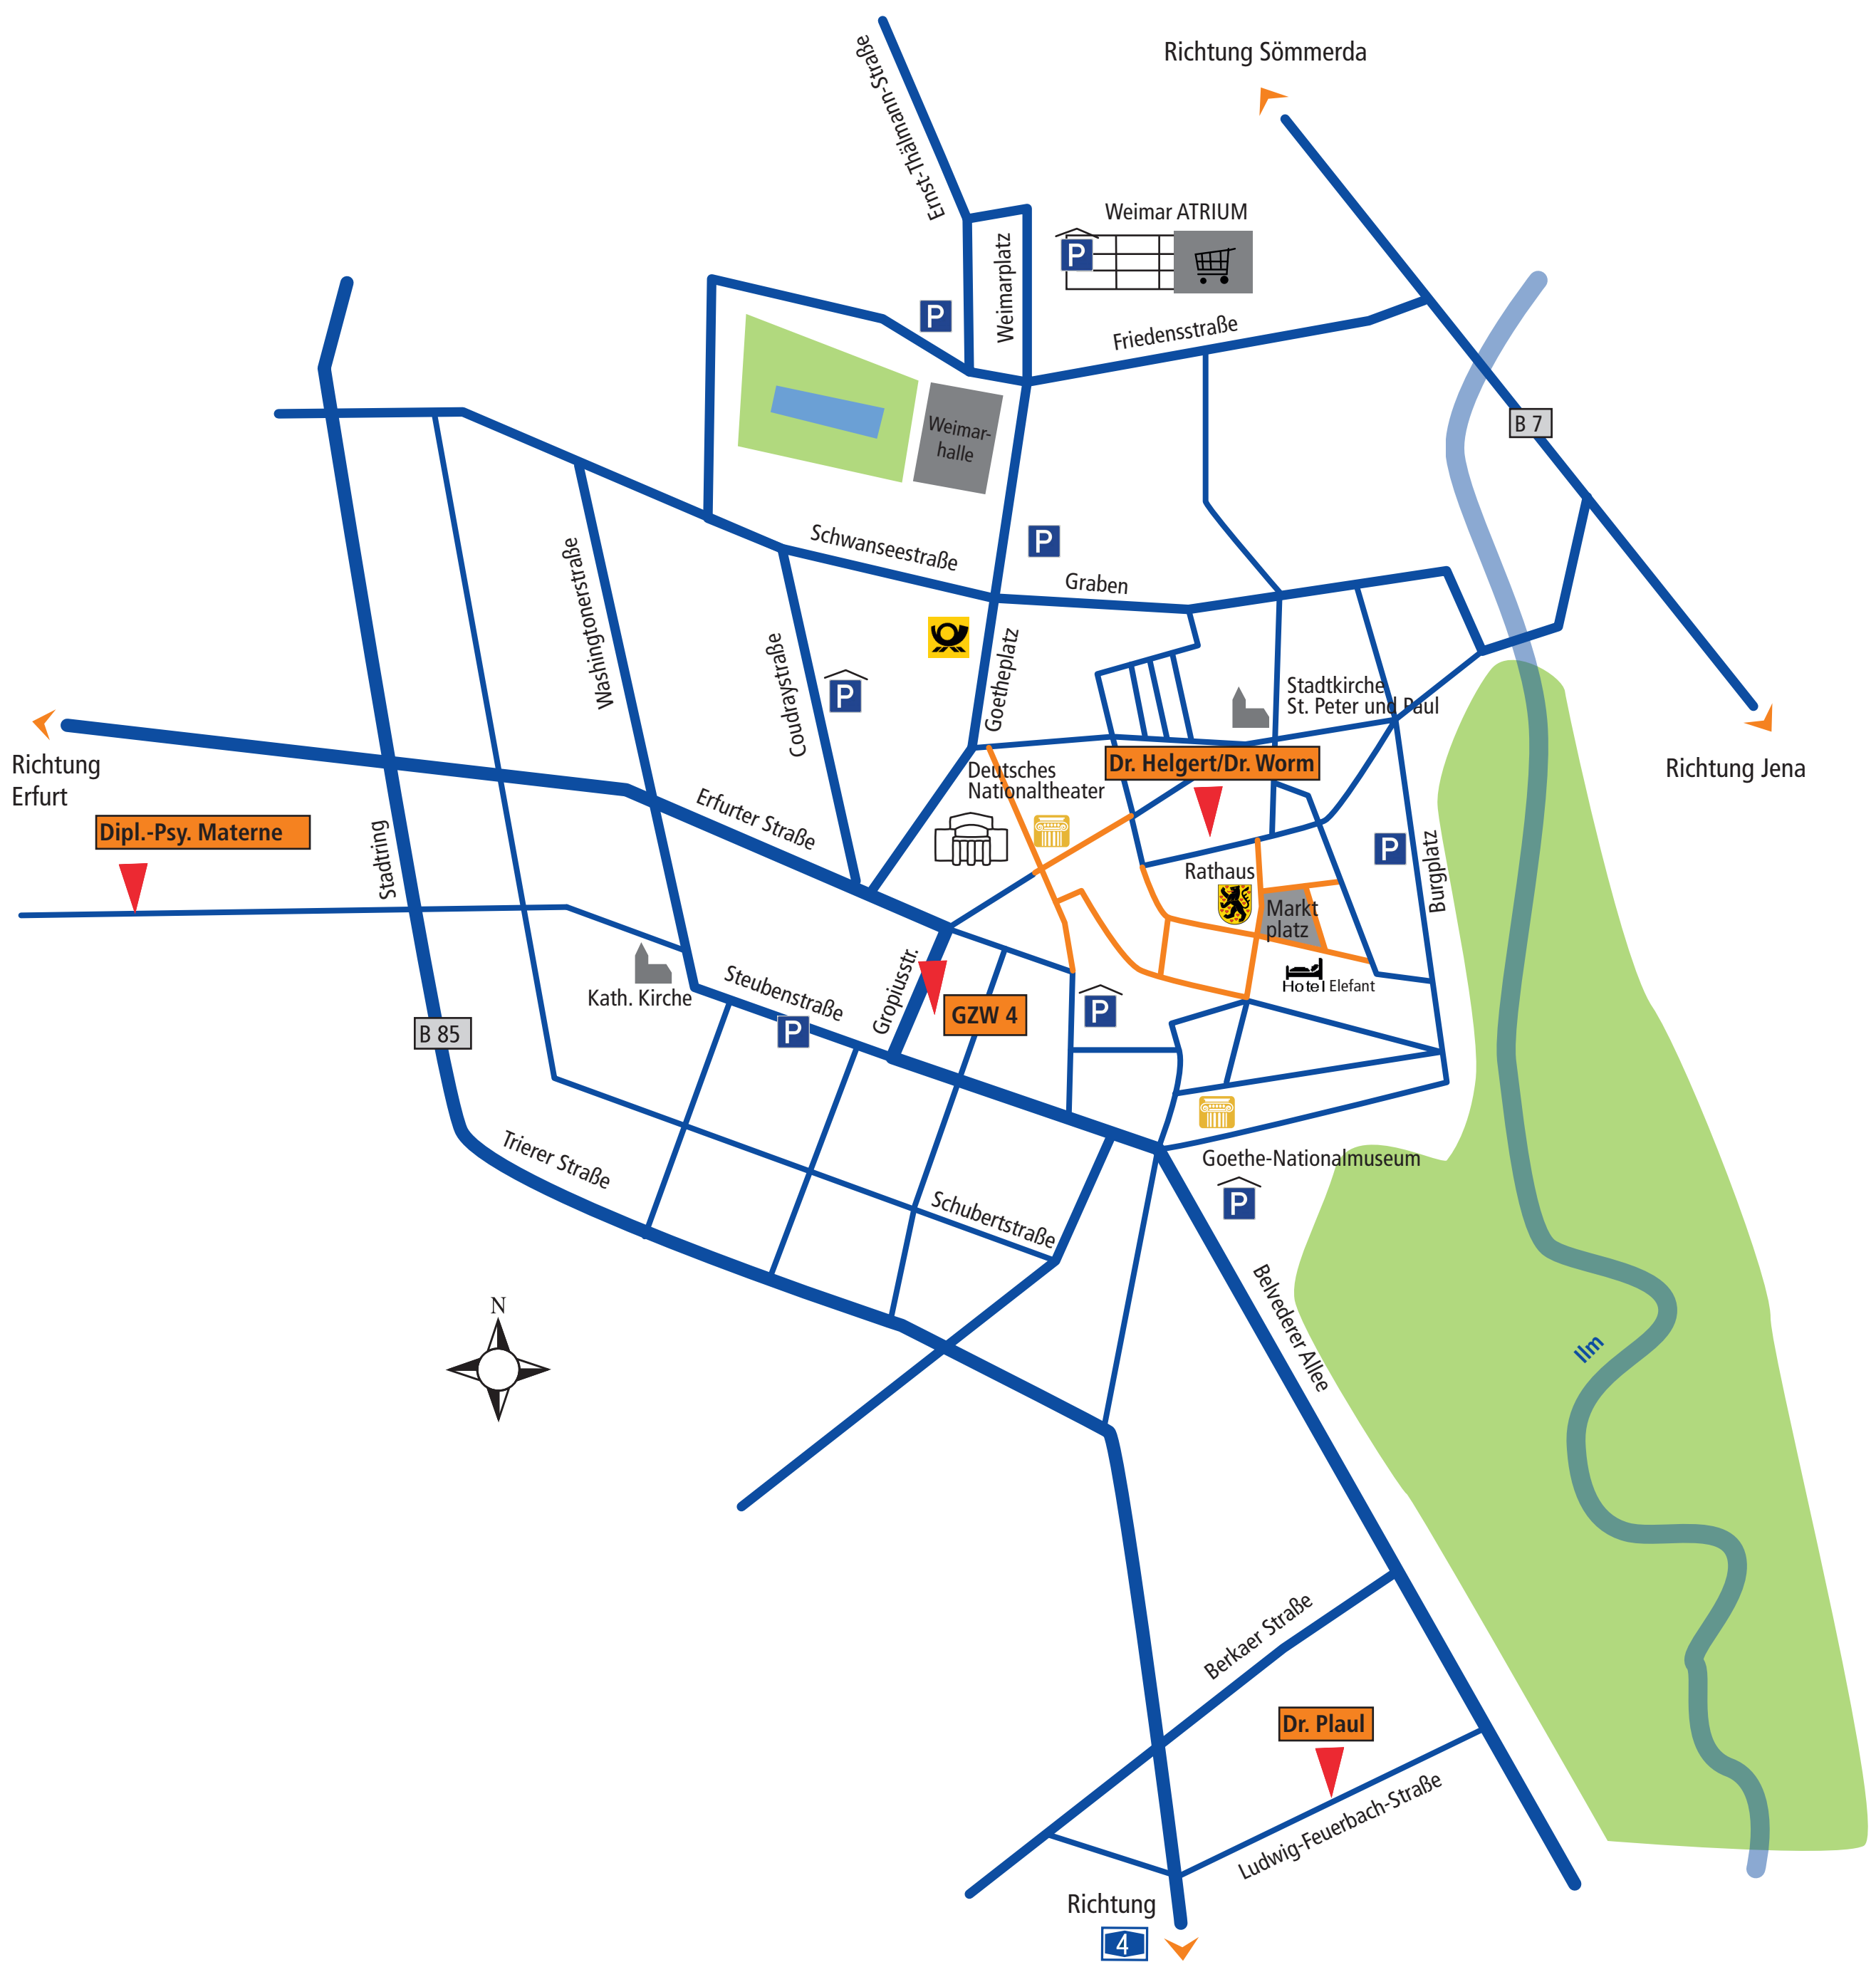 Richtung Sömmerda
Ernst-Thälmann-Straße
Weimar ATRIUM
P
Weimarplatz
P
Friedensstraße
B 7
Weimar-
halle
Schwanseestraße
P
Graben
Washingtonerstraße
Coudraystraße
P
Goetheplatz
Stadtkirche
St. Peter und Paul
Richtung
Erfurt
Richtung Jena
Deutsches
Nationaltheater
Dr. Helgert/Dr. Worm
Dipl.-Psy. Materne
Erfurter Straße
Stadtring
P
Burgplatz
Rathaus
Markt
platz
Kath. Kirche
Steubenstraße
Gropiusstr.
Hotel Elefant
GZW 4
P
P
B 85
Trierer Straße
Goethe-Nationalmuseum
P
Schubertstraße
Belvederer Allee
N
Ilm
Berkaer Straße
Dr. Plaul
Ludwig-Feuerbach-Straße
Richtung
4